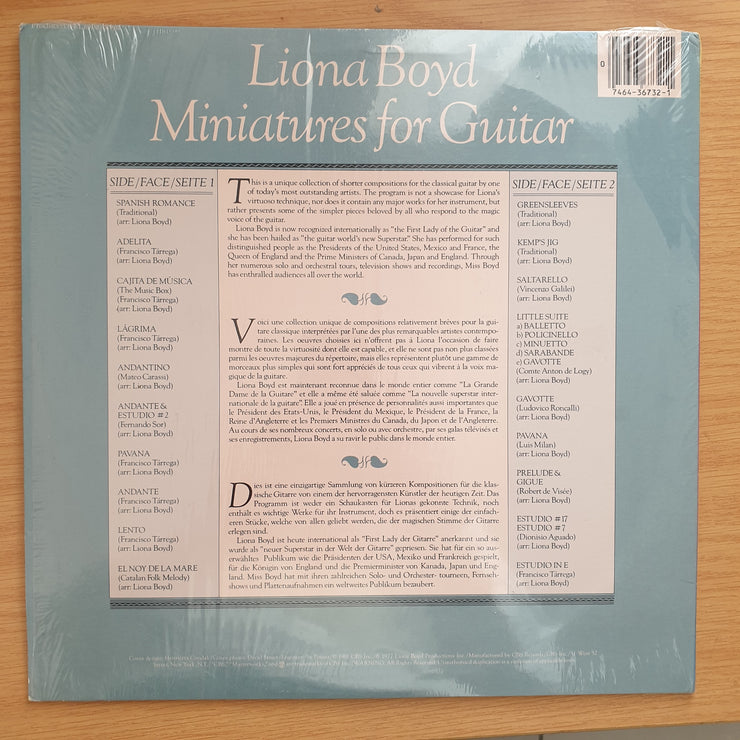 Liona Boyd
Miniatures for Guitar
0
7464-36732-1
SIDE/FACE/SEITE 1
SPANISH ROMANCE
(Traditional)
(arr: Liona Boyd)
ADELITA
(Francisco Tárrega)
(arr: Liona Boyd)
CAJITA DE MÚSICA
(The Music Box)
(Francisco Tárrega)
(arr: Liona Boyd)
LÁGRIMA
(Francisco Tárrega)
(arr: Liona Boyd)
ANDANTINO
(Mateo Carassi)
(arr: Liona Boyd)
ANDANTE &
ESTUDIO #2
(Fernando Sor)
(arr: Liona Boyd)
PAVANA
(Francisco Tárrega)
(arr: Liona Boyd)
ANDANTE
(Francisco Tárrega)
(arr: Liona Boyd)
LENTO
(Francisco Tárrega)
(arr: Liona Boyd)
EL NOY DE LA MARE
(Catalan Folk Melody)
(arr: Liona Boyd)
This is a unique collection of shorter compositions for the classical guitar by one
of today's most outstanding artists. The program is not a showcase for Liona's
virtuoso technique, nor does it contain any major works for her instrument, but
rather presents some of the simpler pieces beloved by all who respond to the magic
voice of the guitar.
Liona Boyd is now recognized internationally as "the First Lady of the Guitar" and
she has been hailed as "the guitar world's new Superstar." She has performed for such
distinguished people as the Presidents of the United States, Mexico and France, the
Queen of England and the Prime Ministers of Canada, Japan and England. Through
her numerous solo and orchestral tours, television shows and recordings, Miss Boyd
has enthralled audiences all over the world.
Voici une collection unique de compositions relativement brèves pour la gui-
tare classique interprétées par l'une des plus remarquables artistes contempo-
raines. Les oeuvres choisies ici n'offrent pas à Liona l'occasion de faire
montre de toute la virtuosité dont elle est capable, et elle ne sont pas non plus classées
parmi les oeuvres majeures du répertoire, mais elles représentent plutôt une gamme de
morceaux plus simples qui sont fort appréciés de tous ceux qui vibrent à la voix ma-
gique de la guitare.
Liona Boyd est maintenant reconnue dans le monde entier comme "La Grande
Dame de la Guitare" et elle a même été saluée comme "La nouvelle superstar inter-
nationale de la guitare". Elle a joué en présence de personnalités aussi importantes que
le Président des Etats-Unis, le Président du Mexique, le Président de la France, la
Reine d'Angleterre et les Premiers Ministres du Canada, du Japon et de l'Angleterre.
Au cours de ses nombreux concerts, en solo ou avec orchestre, par ses galas télévisés et
ses enregistrements, Liona Boyd a su ravir le public dans le monde entier.
Dies ist eine einzigartige Sammlung von kürzeren Kompositionen für die klas-
sische Gitarre von einem der hervorragensten Künstler der heutigen Zeit. Das
Programm ist weder ein Schaukasten für Lionas gekonnte Technik, noch
enthält es wichtige Werke für ihr Instrument, doch es präsentiert einige der einfach-
eren Stücke, welche von allen geliebt werden, die der magischen Stimme der Gitarre
erlegen sind.
Liona Boyd ist heute international als "First Lady der Gitarre" anerkannt und sie
wurde als "neuer Superstar in der Welt der Gitarre" gepriesen. Sie hat für ein so aus-
erwähltes Publikum wie die Präsidenten der USA, Mexiko und Frankreich gespielt,
für die Königin von England und die Premierminister von Kanada, Japan und Eng-
land. Miss Boyd hat mit ihren zahlreichen Solo- und Orchester- tourneen, Fernseh-
shows und Plattenaufnahmen ein weltweites Publikum bezaubert.
SIDE/FACE/SEITE 2
GREENSLEEVES
(Traditional)
(arr: Liona Boyd)
KEMP'S JIG
(Traditional)
(arr: Liona Boyd)
SALTARELLO
(Vincenzo Galilei)
(arr: Liona Boyd)
LITTLE SUITE
a) BALLETTO
b) POLICINELLO
c) MINUETTO
d) SARABANDE
e) GAVOTTE
(Comte Anton de Logy)
(arr: Liona Boyd)
GAVOTTE
(Ludovico Roncalli)
(arr: Liona Boyd)
PAVANA
(Luis Milan)
(arr: Liona Boyd)
PRELUDE &
GIGUE
(Robert de Visée)
(arr: Liona Boyd)
ESTUDIO #17
ESTUDIO #7
(Dionisio Aguado)
(arr: Liona Boyd)
ESTUDIO IN E
(Francisco Tárrega)
(arr: Liona Boyd)